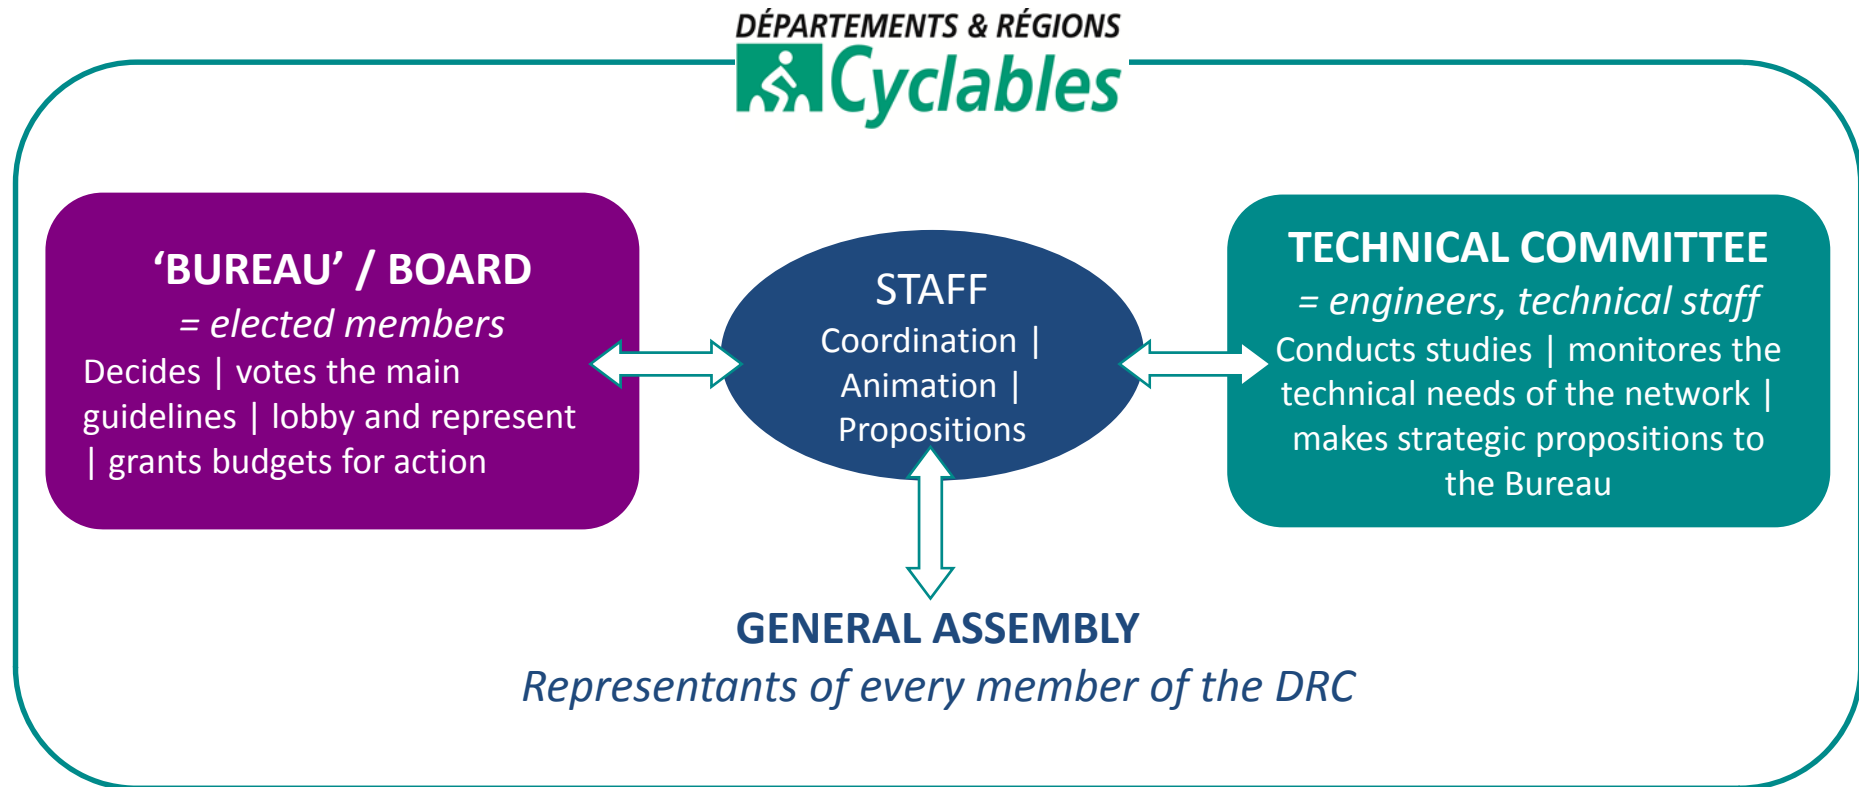 DÉPARTEMENTS & RÉGIONS
Cyclables
‘BUREAU’ / BOARD
= elected members
Decides | votes the main
guidelines | lobby and represent
| grants budgets for action
STAFF
Coordination |
Animation |
Propositions
TECHNICAL COMMITTEE
= engineers, technical staff
Conducts studies | monitores the
technical needs of the network |
makes strategic propositions to
the Bureau
GENERAL ASSEMBLY
Representants of every member of the DRC